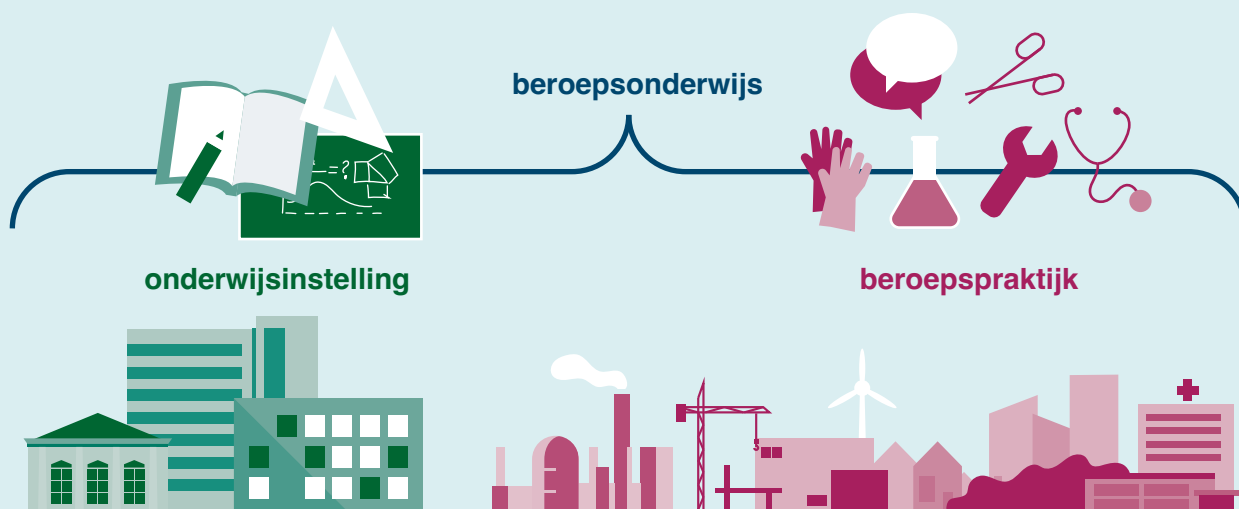 beroepsonderwijs
=?
onderwijsinstelling
beroepspraktijk